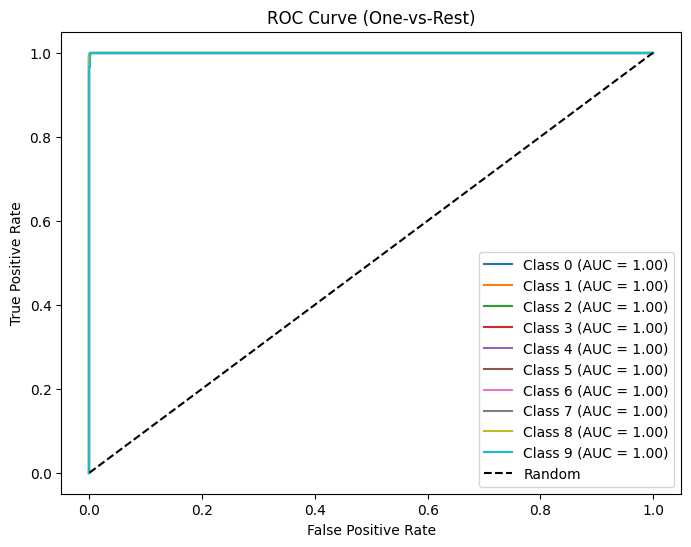 ROC Curve (One-vs-Rest)
True Positive Rate
1.0
0.8
0.6
0.4
0.2
0.0
Class 0 (AUC = 1.00)
Class 1 (AUC = 1.00)
Class 2 (AUC = 1.00)
Class 3 (AUC = 1.00)
Class 4 (AUC = 1.00)
Class 5 (AUC = 1.00)
Class 6 (AUC = 1.00)
Class 7 (AUC = 1.00)
Class 8 (AUC = 1.00)
Class 9 (AUC = 1.00)
Random
0.0 0.2 0.4 0.6 0.8 1.0
False Positive Rate